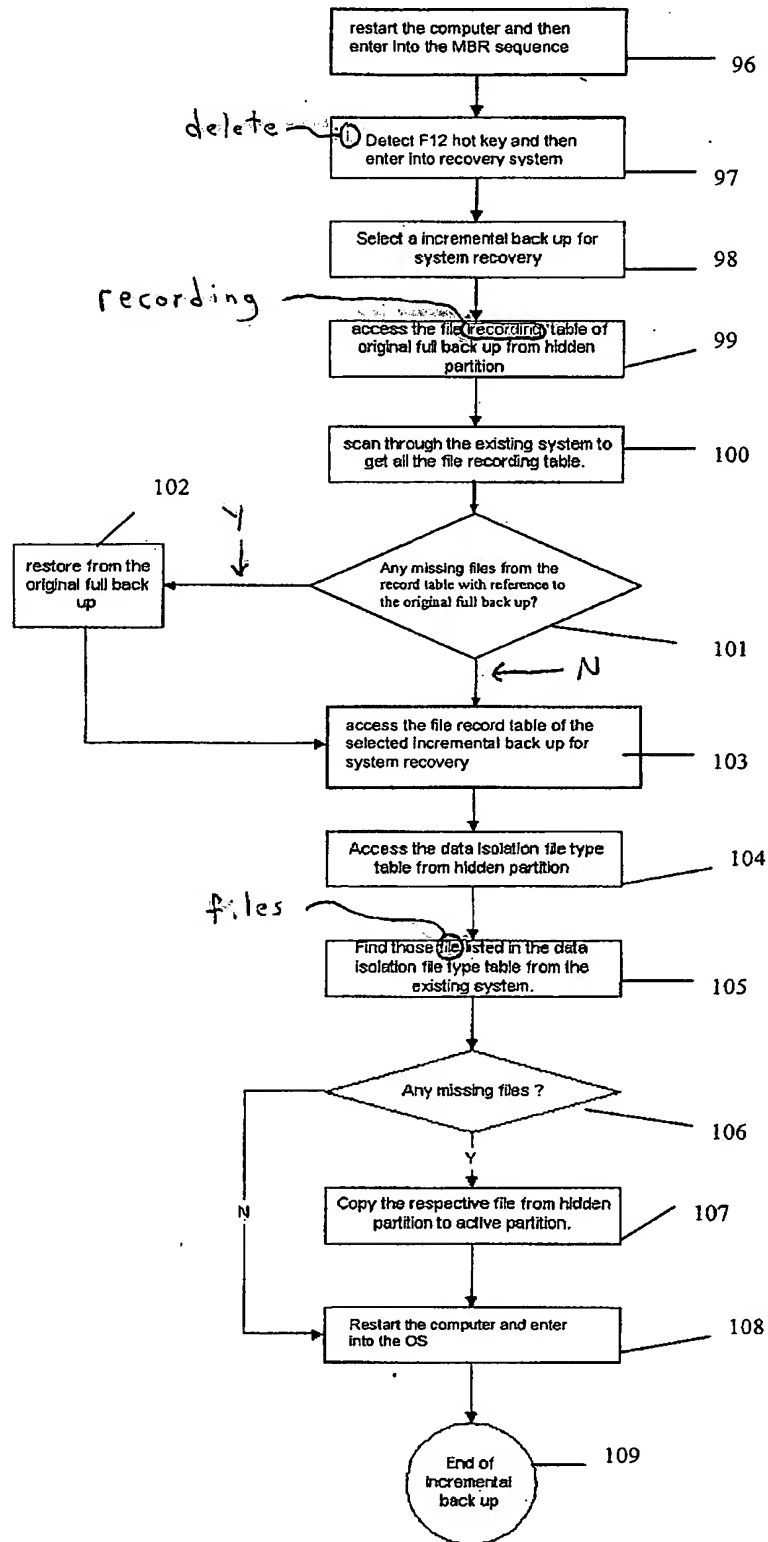 restart the computer and then
enter into the MBR sequence
96
delete
i Detect F12 hot key and then
enter into recovery system
97
Select a incremental back up for
system recovery
98
recording
access the file irecording table of
original full back up from hidden
partition
99
scan through the existing system to
get all the file recording table.
100
102
Y
restore from the
original full back
up
Any missing files from the
record table with reference to
the original full back up?
101
N
access the file record table of the
selected incremental back up for
system recovery
103
Access the data isolation file type
table from hidden partition
104
files
Find those file listed in the data
isolation file type table from the
existing system.
105
Any missing files ?
106
Y
N
Copy the respective file from hidden
partition to active partition.
107
Restart the computer and enter
into the OS
108
End of
incremental
back up
109